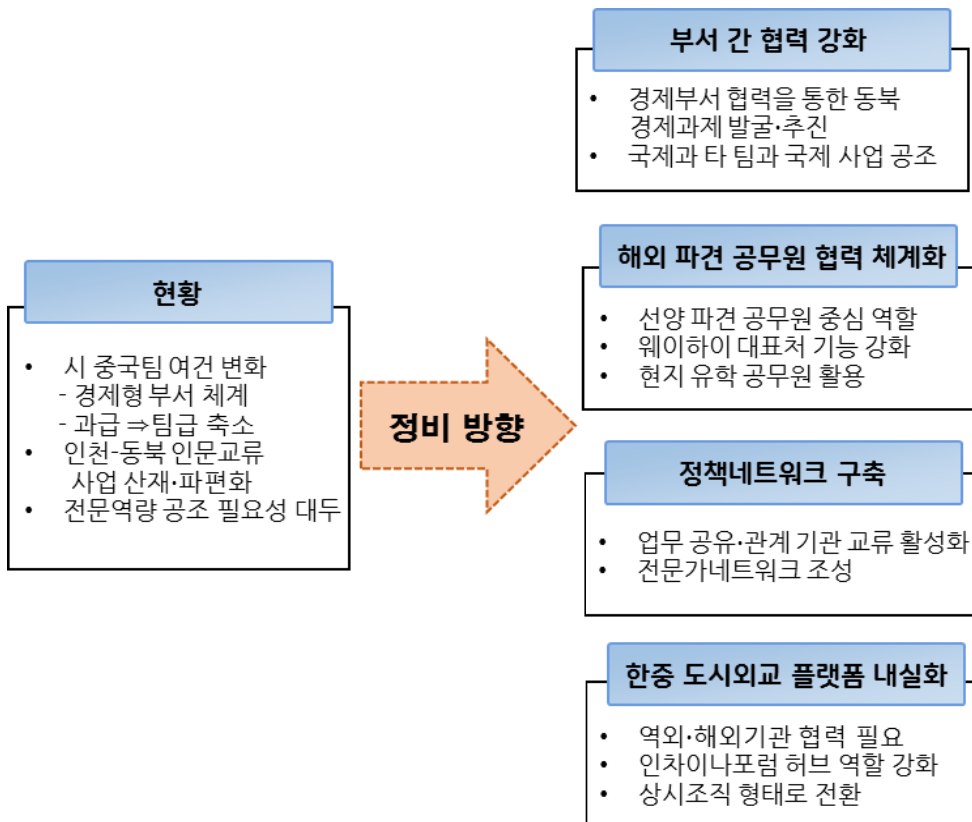 현황
• 시 중국팀 여건 변화
- 경제형 부서 체계
- 과급 ⇒팀급 축소
• 인천-동북 인문교류
사업 산재·파편화
• 전문역량 공조 필요성 대두
정비 방향
부서 간 협력 강화
• 경제부서 협력을 통한 동북
경제과제 발굴·추진
• 국제과 타 팀과 국제 사업 공조
해외 파견 공무원 협력 체계화
• 선양 파견 공무원 중심 역할
• 웨이하이 대표처 기능 강화
• 현지 유학 공무원 활용
정책네트워크 구축
• 업무 공유·관계 기관 교류 활성화
• 전문가네트워크 조성
한중 도시외교 플랫폼 내실화
• 역외·해외기관 협력 필요
• 인차이나포럼 허브 역할 강화
• 상시조직 형태로 전환